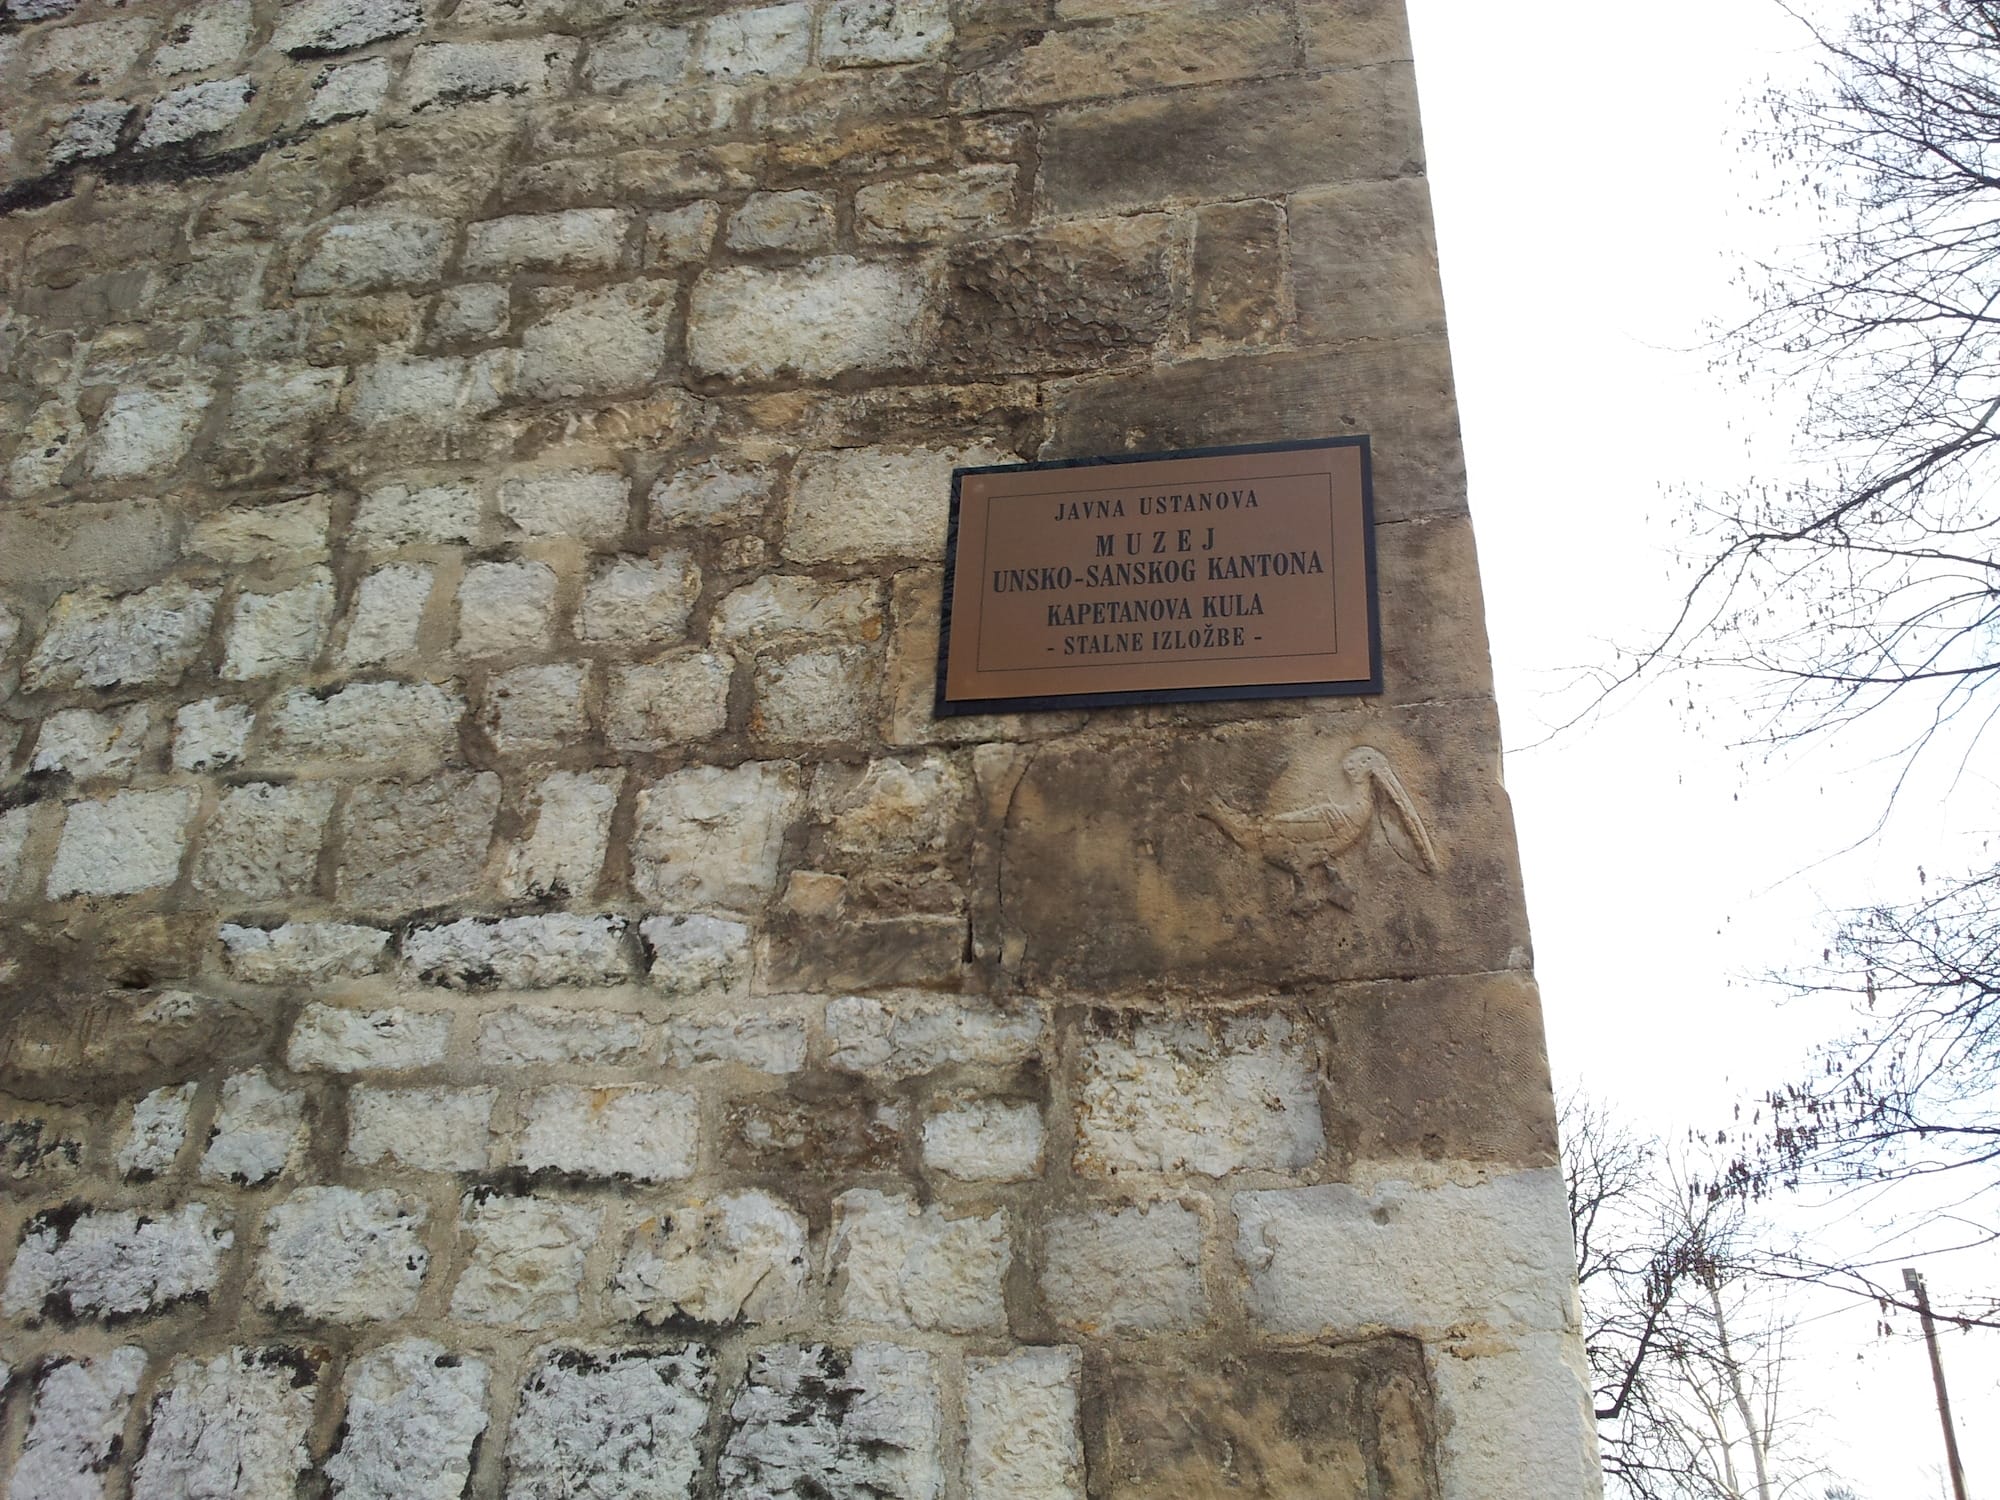 JAVNA USTANOVA
MUZEJ
UNSKO-SANSKOG KANTONA
KAPETANOVA KULA
- STALNE IZLOŽBE -